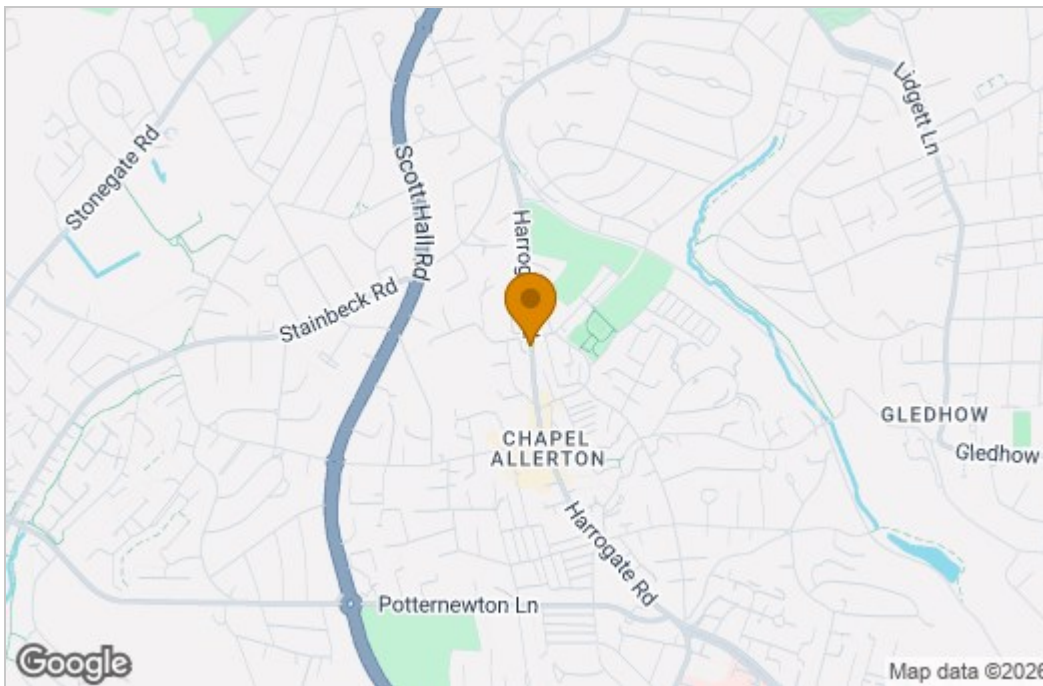 Lidgett Ln
Stonegate Rd
Scott Hall Rd
Harrog
Stainbeck Rd
CHAPEL
ALLERTON
GLEDHOW
Gledhow
Harrogate Rd
Potternewton Ln
Google
Map data ©2026